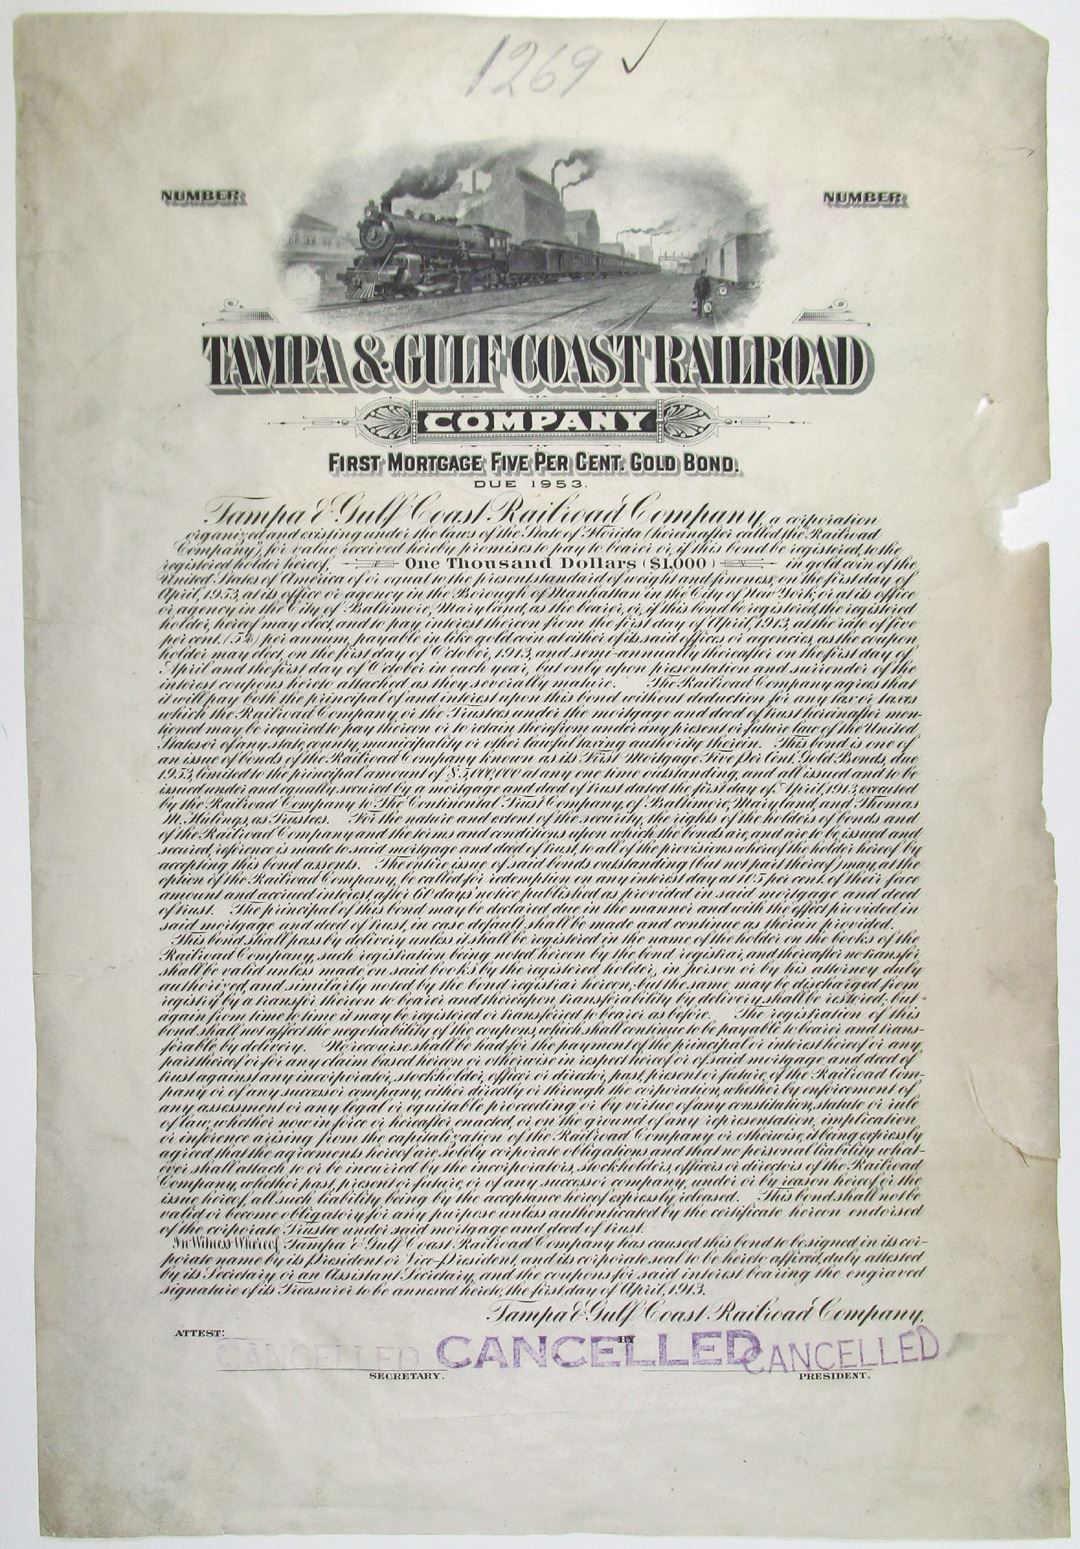 1269 ✓
NUMBER NUMBER
TAMPA & GULF COAST RAILROAD
COMPANY
FIRST MORTGAGE FIVE PER CENT. GOLD BOND.
DUE 1953.
Tampa & Gulf Coast Railroad Company, a corporation
organized and existing under the laws of the State of Florida (hereinafter called the Railroad
Company), for value received hereby promises to pay to bearer or, if this bond be registered, to the
registered holder hereof, One Thousand Dollars ($1,000) in gold coin of the
United States of America of or equal to the present standard of weight and fineness, on the first day of
April, 1953, at its office or agency in the Borough of Manhattan in the City of New York, or at its office
or agency in the City of Baltimore, Maryland, as the bearer, or, if this bond be registered, the registered
holder, hereof may elect, and to pay interest thereon from the first day of April, 1913, at the rate of five
per cent. (5%) per annum, payable in like gold coin at either of its said offices or agencies, as the coupon
holder may elect, on the first day of October, 1913, and semi-annually thereafter on the first day of
April and the first day of October in each year, but only upon presentation and surrender of the
interest coupons hereto attached as they severally mature. The Railroad Company agrees that
it will pay both the principal of and interest upon this bond without deduction for any tax or taxes
which the Railroad Company or the Trustees under the mortgage and deed of trust hereinafter men-
tioned may be required to pay thereon or to retain therefrom under any present or future law of the United
States or of any state, county, municipality or other lawful taxing authority therein. This bond is one of
an issue of bonds of the Railroad Company known as its First Mortgage Five Per Cent. Gold Bonds, due
1953, limited to the principal amount of $5,000,000 at any one time outstanding, and all issued and to be
issued under and equally secured by a mortgage and deed of trust dated the first day of April, 1913, executed
by the Railroad Company to The Continental Trust Company, of Baltimore, Maryland, and Thomas
M. Hulings, as Trustees. For the nature and extent of the security, the rights of the holders of bonds and
of the Railroad Company and the terms and conditions upon which the bonds are, and are to be issued and
secured, reference is made to said mortgage and deed of trust, to all of the provisions whereof the holder hereof by
accepting this bond assents. The entire issue of said bonds outstanding (but not part thereof) may, at the
option of the Railroad Company, be called for redemption on any interest day at 105 per cent. of their face
amount and accrued interest, after 60 days notice published as provided in said mortgage and deed
of trust. The principal of this bond may be declared due in the manner and with the effect provided in
said mortgage and deed of trust, in case default shall be made and continue as therein provided.
This bond shall pass by delivery unless it shall be registered in the name of the holder on the books of the
Railroad Company, such registration being noted hereon by the bond registrar, and thereafter no transfer
shall be valid unless made on said books by the registered holder, in person or by his attorney duly
authorized, and similarly noted by the bond registrar hereon; but the same may be discharged from
registry by a transfer thereon to bearer and thereupon transferability by delivery shall be restored, but
again from time to time it may be registered or transferred to bearer as before. The registration of this
bond shall not affect the negotiability of the coupons, which shall continue to be payable to bearer and trans-
ferable by delivery. No recourse shall be had for the payment of the principal or interest hereof or any
part thereof or for any claim based hereon or otherwise in respect hereof or of said mortgage and deed of
trust against any incorporator, stockholder, officer or director, past, present or future, of the Railroad Com-
pany or of any successor company, either directly or through the corporation, whether by enforcement of
any assessment or any legal or equitable proceeding or by virtue of any constitution, statute or rule
of law, whether now in force or hereafter enacted, or on the ground of any representation, implication
or inference arising from the capitalization of the Railroad Company or otherwise, it being expressly
agreed that the agreements hereof are solely corporate obligations and that no personal liability what-
ever shall attach to or be incurred by the incorporators, stockholders, officers or directors of the Railroad
Company, whether past, present or future, or of any successor company, under or by reason hereof or the
issue hereof, all such liability being by the acceptance hereof expressly released. This bond shall not be
valid or become obligatory for any purpose unless authenticated by the certificate hereon endorsed
of the corporate Trustee under said mortgage and deed of trust.
In Witness Whereof, Tampa & Gulf Coast Railroad Company has caused this bond to be signed in its cor-
porate name by its President or Vice-President, and its corporate seal to be hereto affixed, duly attested
by its Secretary or an Assistant Secretary, and the coupons for said interest bearing the engraved
signature of its Treasurer to be annexed hereto, the first day of April, 1913.
Tampa & Gulf Coast Railroad Company,
ATTEST: BY
CANCELLED CANCELLED CANCELLED
SECRETARY. PRESIDENT.